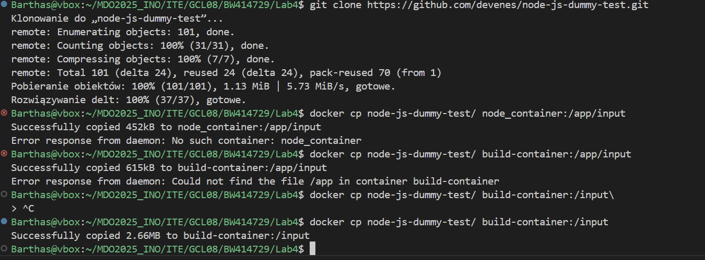 Barthas@vbox:~/MDO2025_INO/ITE/GCL08/BW414729/Lab4$ git clone https://github.com/devenes/node-js-dummy-test.git
Klonowanie do „node-js-dummy-test”...
remote: Enumerating objects: 101, done.
remote: Counting objects: 100% (31/31), done.
remote: Compressing objects: 100% (7/7), done.
remote: Total 101 (delta 24), reused 24 (delta 24), pack-reused 70 (from 1)
Pobieranie obiektów: 100% (101/101), 1.13 MiB | 5.73 MiB/s, gotowe.
Rozwiązywanie delt: 100% (37/37), gotowe.
Barthas@vbox:~/MDO2025_INO/ITE/GCL08/BW414729/Lab4$ docker cp node-js-dummy-test/ node_container:/app/input
Successfully copied 452kB to node_container:/app/input
Error response from daemon: No such container: node_container
Barthas@vbox:~/MDO2025_INO/ITE/GCL08/BW414729/Lab4$ docker cp node-js-dummy-test/ build-container:/app/input
Successfully copied 615kB to build-container:/app/input
Error response from daemon: Could not find the file /app in container build-container
Barthas@vbox:~/MDO2025_INO/ITE/GCL08/BW414729/Lab4$ docker cp node-js-dummy-test/ build-container:/input\
> ^C
Barthas@vbox:~/MDO2025_INO/ITE/GCL08/BW414729/Lab4$ docker cp node-js-dummy-test/ build-container:/input
Successfully copied 2.66MB to build-container:/input
Barthas@vbox:~/MDO2025_INO/ITE/GCL08/BW414729/Lab4$